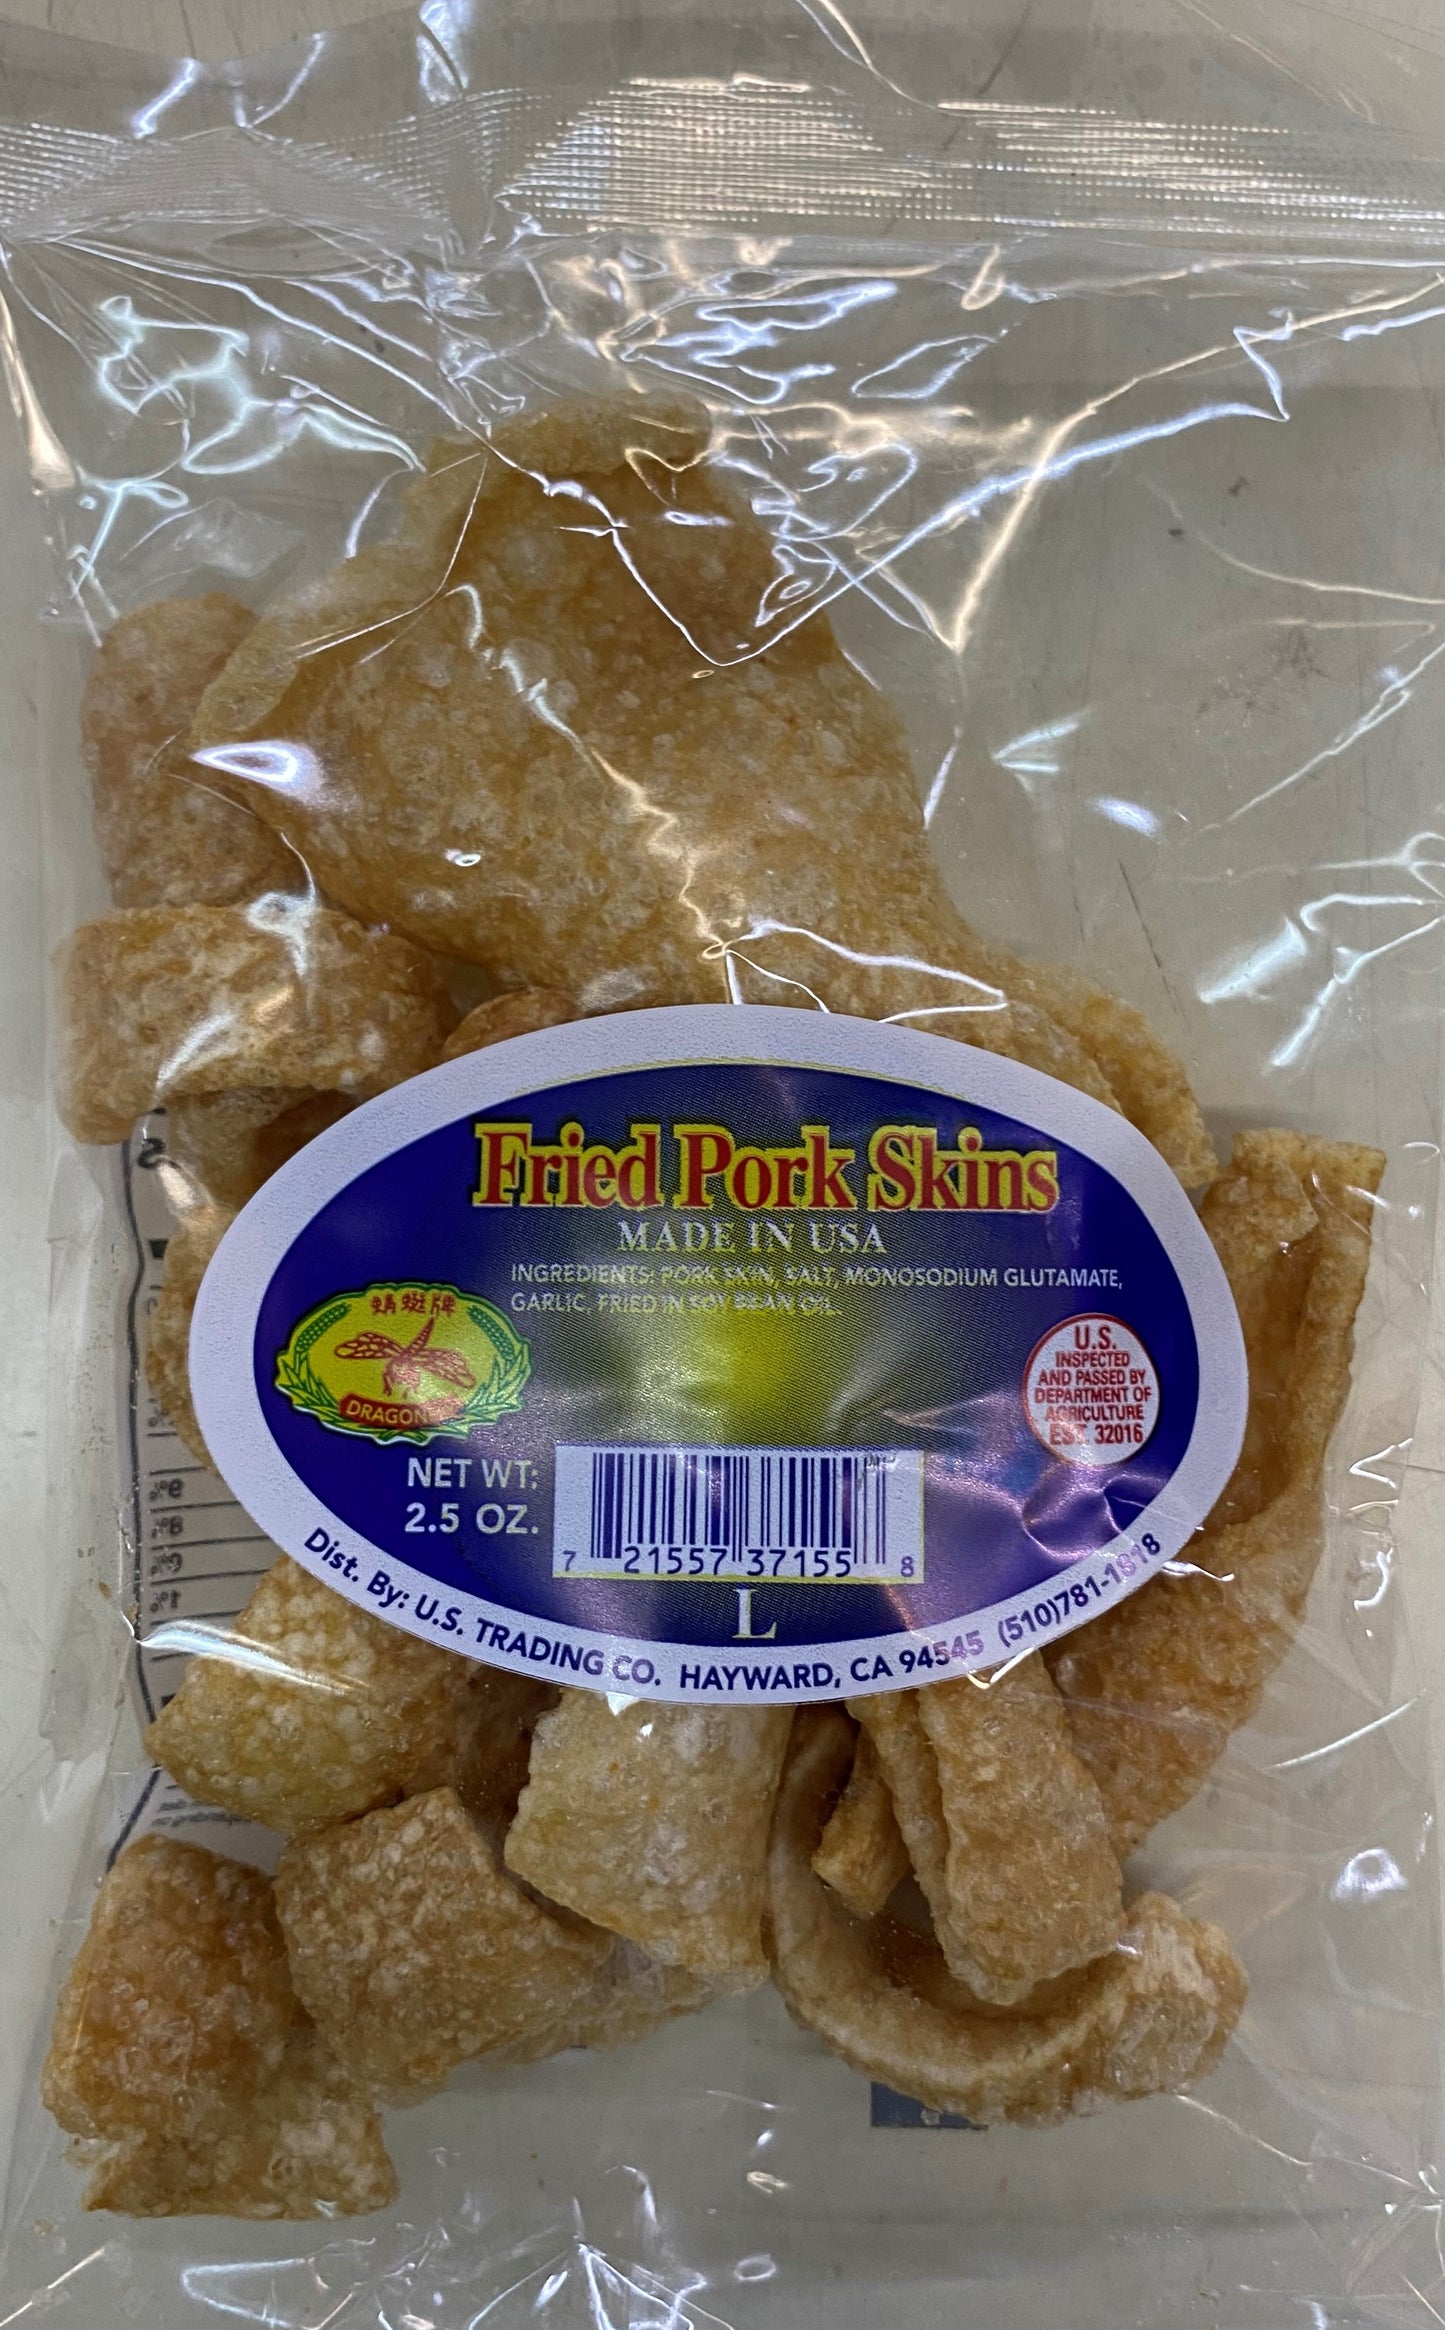 Fried Pork Skins
MADE IN USA
INGREDIENTS: PORK SKIN, SALT, MONOSODIUM GLUTAMATE,
GARLIC, FRIED IN SOY BEAN OIL.
蜻蜓牌
U.S.
INSPECTED
AND PASSED BY
DEPARTMENT OF
AGRICULTURE
EST. 32016
NET WT:
2.5 OZ.
7 21557 37155 8
L
Dist. By: U.S. TRADING CO. HAYWARD, CA 94545 (510)781-1818